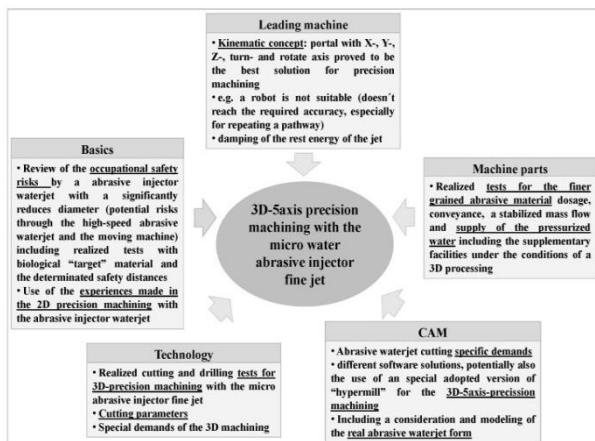 Leading machine
• Kinematic concept: portal with X-, Y-,
Z-, turn- and rotate axis proved to be
the best solution for precision
machining
• e.g. a robot is not suitable (doesn´t
reach the required accuracy, especially
for repeating a pathway)
• damping of the rest energy of the jet
Basics
• Review of the occupational safety
risks by a abrasive injector
waterjet with a significantly
reduces diameter (potential risks
through the high-speed abrasive
waterjet and the moving machine)
including realized tests with
biological “target” material and
the determinated safety distances
• Use of the experiences made in
the 2D precision machining with
the abrasive injector waterjet
3D-5axis precision
machining with the
micro water
abrasive injector
fine jet
Machine parts
• Realized tests for the finer
grained abrasive material dosage,
conveyance, a stabilized mass flow
and supply of the pressurized
water including the supplementary
facilities under the conditions of a
3D processing
Technology
• Realized cutting and drilling tests for
3D-precision machining with the micro
abrasive injector fine jet
• Cutting parameters
• Special demands of the 3D machining
CAM
• Abrasive waterjet cutting specific demands
• different software solutions, potentially also
the use of an special adopted version of
“hypermill” for the 3D-5axis-precission
machining
• Including a consideration and modeling of
the real abrasive waterjet form